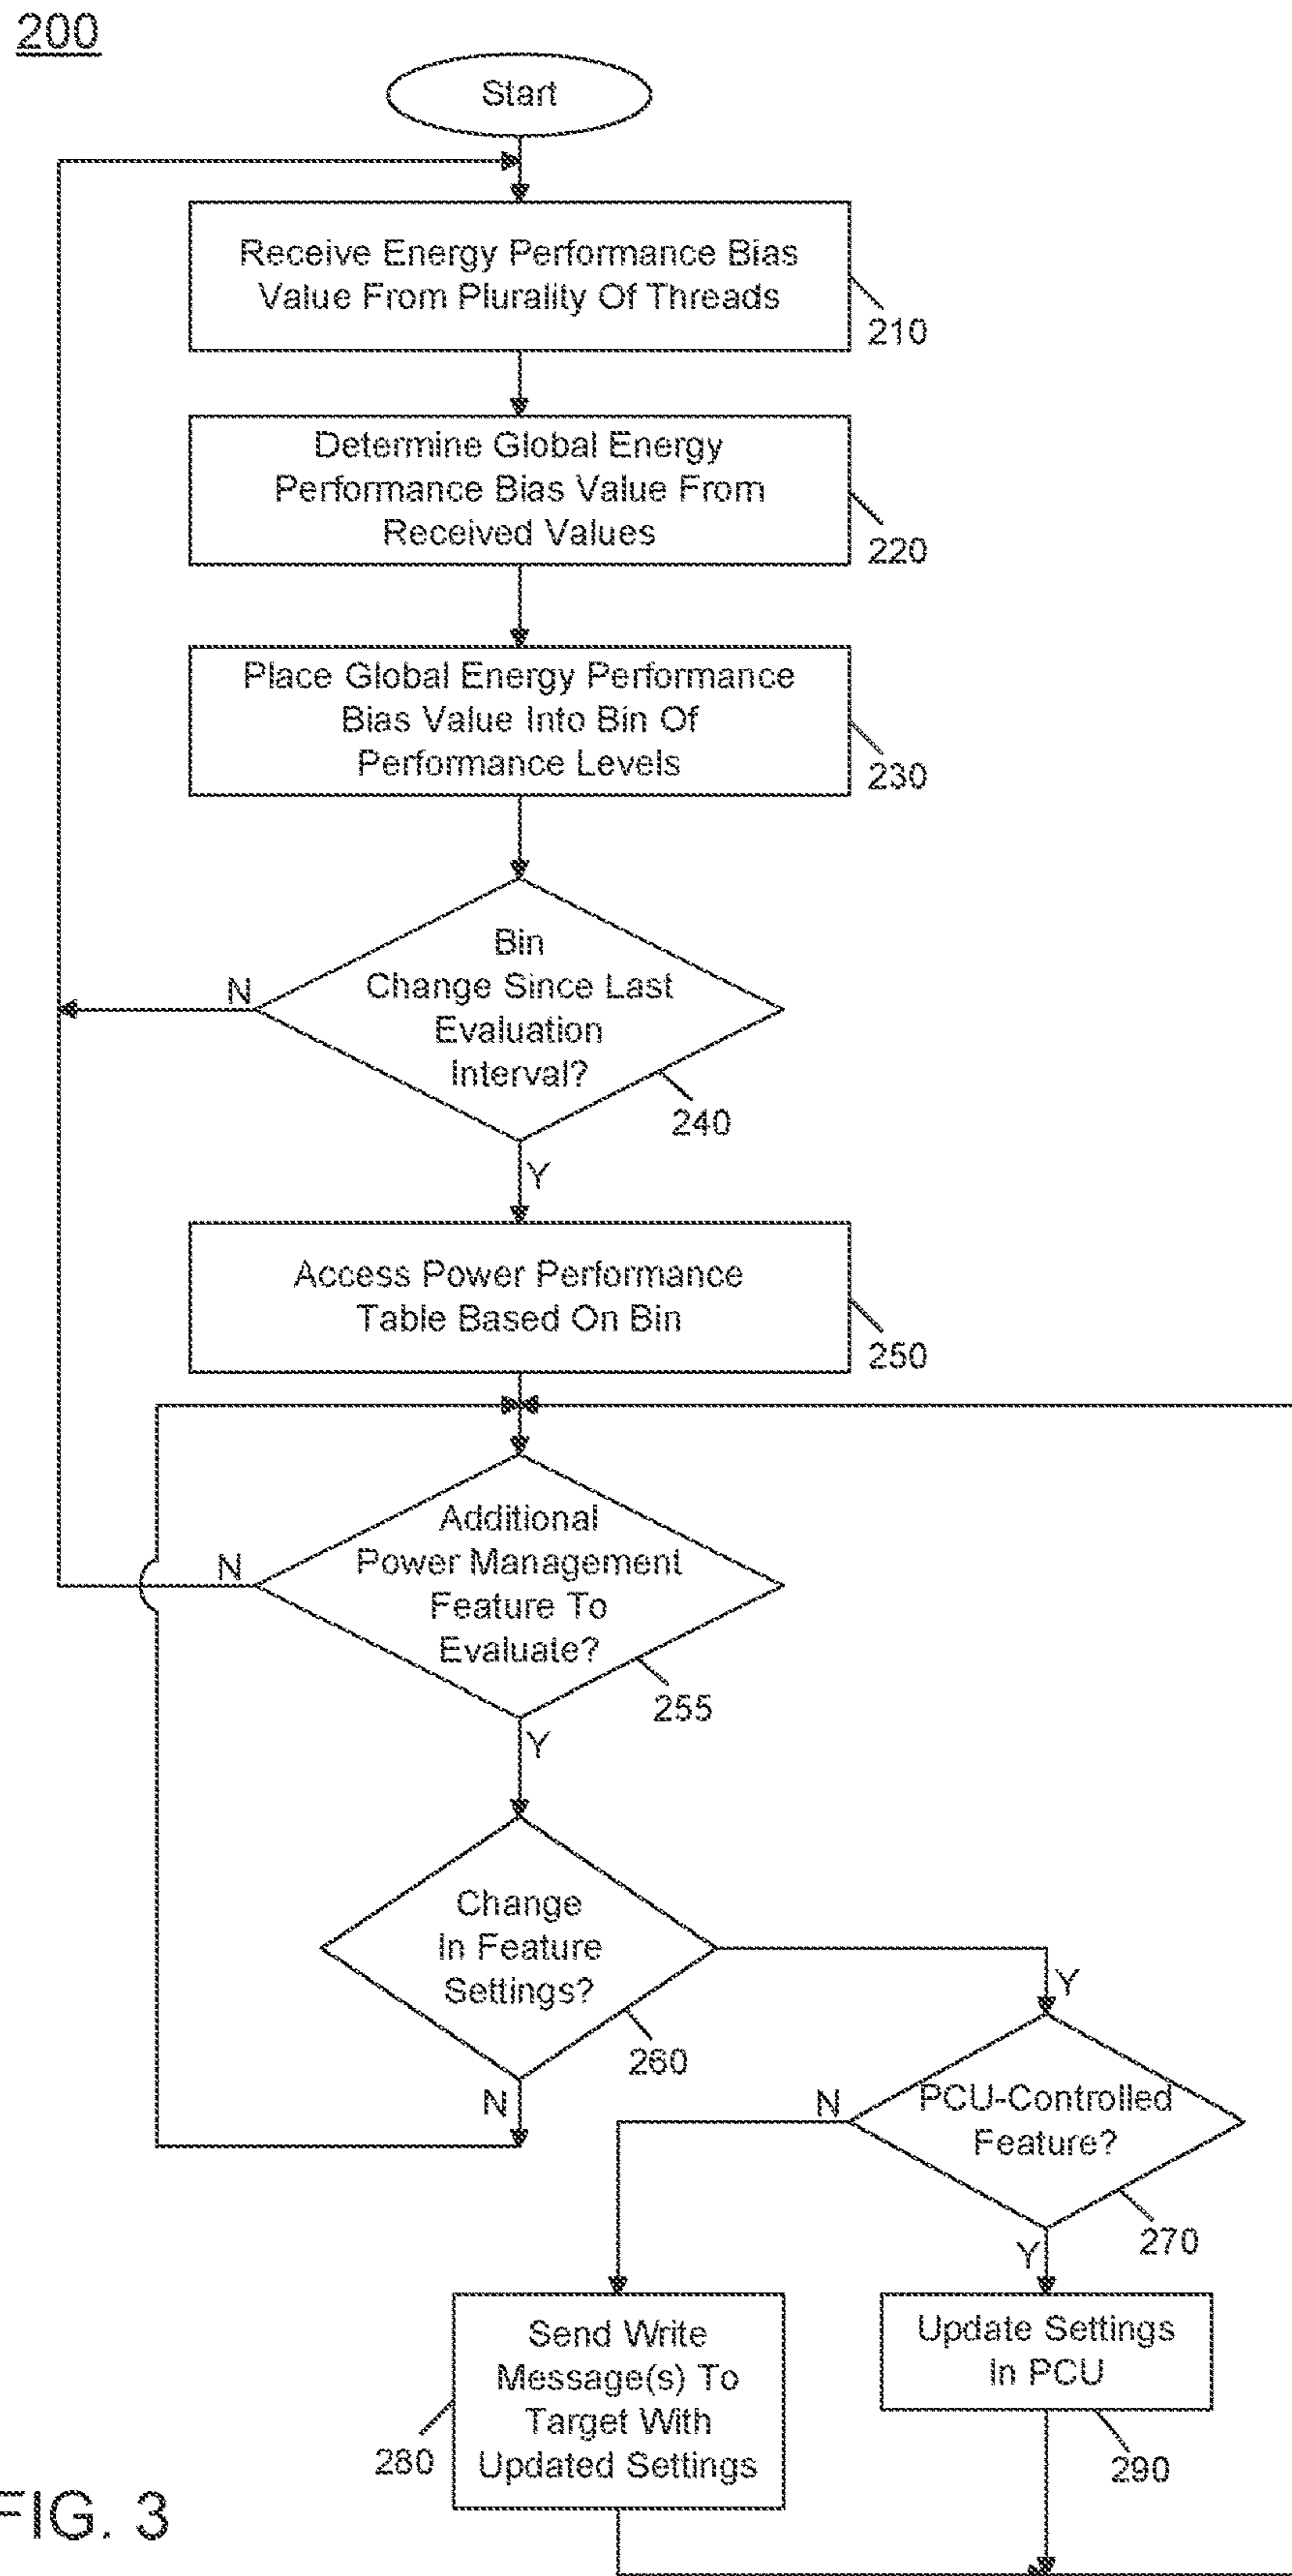 200
Start
Receive Energy Performance Bias
Value From Plurality Of Threads
210
Determine Global Energy
Performance Bias Value From
Received Values
220
Place Global Energy Performance
Bias Value Into Bin Of
Performance Levels
230
Bin
Change Since Last
Evaluation
Interval?
N
240
Y
Access Power Performance
Table Based On Bin
250
Additional
Power Management
Feature To
Evaluate?
N
255
Y
Change
In Feature
Settings?
260
Y
N
PCU-Controlled
Feature?
N
270
Y
Send Write
Message(s) To
Target With
Updated Settings
280
Update Settings
In PCU
290
FIG. 3